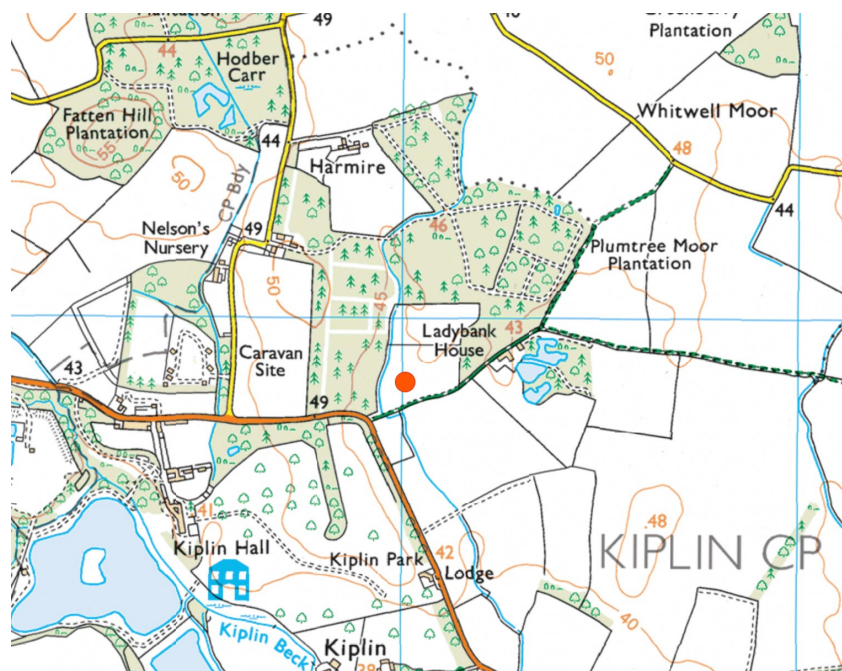 Plantation
49
Plantation
44
Hodber
Carr
50
Fatten Hill
Plantation
55
44
Whitwell Moor
Harmire
48
50
CP Bdy
Nelson's
Nursery
49
46
44
Plumtree Moor
Plantation
50
45
Ladybank
House
43
Caravan
Site
43
49
41
48
Kiplin Hall
Kiplin Park
42
Lodge
KIPLIN CP
40
Kiplin Beck
Kiplin